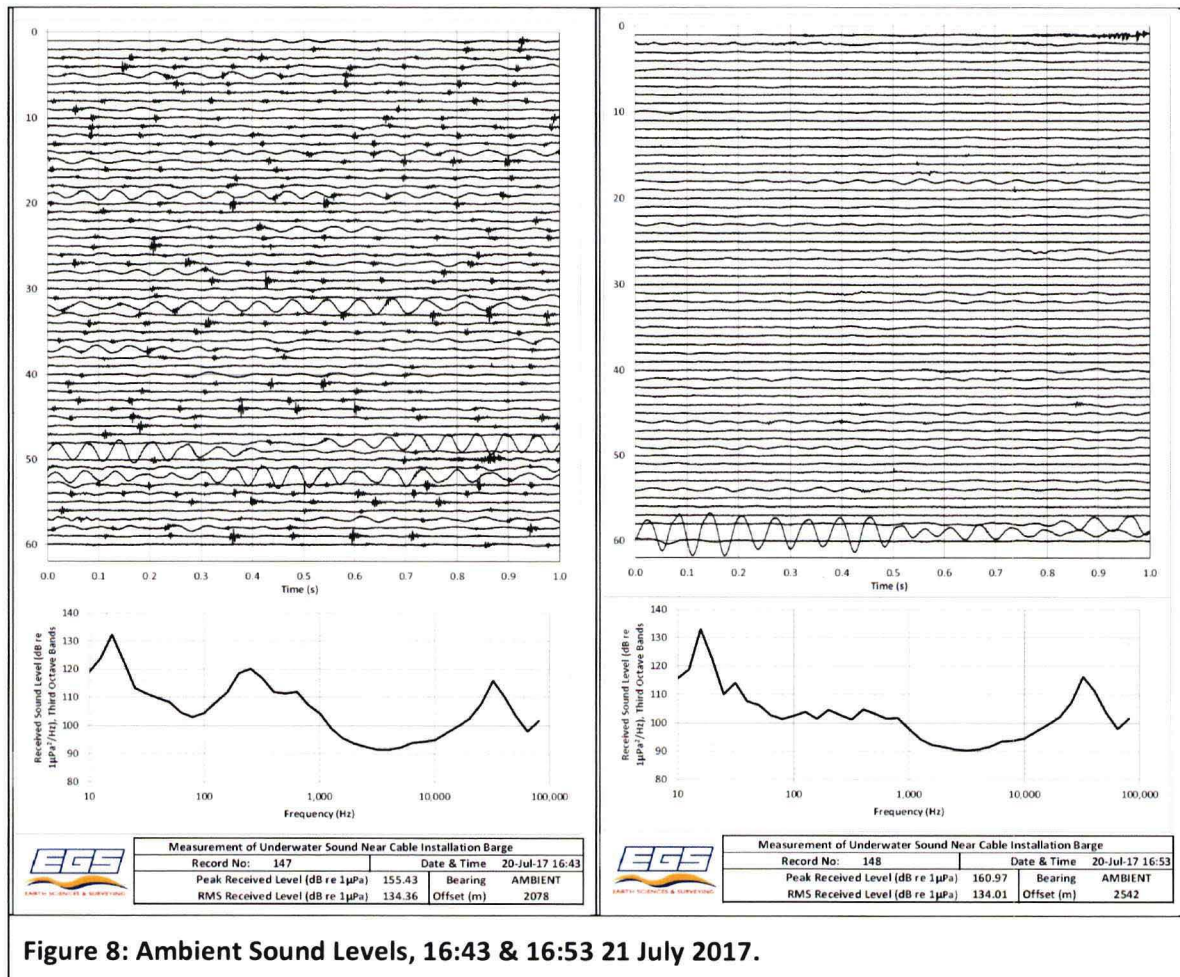 0
10
20
30
40
50
60
0.0 0.1 0.2 0.3 0.4 0.5 0.6 0.7 0.8 0.9 1.0
Time (s)
140
130
120
110
100
90
80
Received Sound Level (dB re
1µPa²/Hz), Third Octave Bands
10 100 1,000 10,000 100,000
Frequency (Hz)
EGS
EARTH SCIENCES & SURVEYING
Measurement of Underwater Sound Near Cable Installation Barge
Record No: 147 Date & Time 20-Jul-17 16:43
Peak Received Level (dB re 1µPa) 155.43 Bearing AMBIENT
RMS Received Level (dB re 1µPa) 134.36 Offset (m) 2078
0
10
20
30
40
50
60
0.0 0.1 0.2 0.3 0.4 0.5 0.6 0.7 0.8 0.9 1.0
Time (s)
140
130
120
110
100
90
80
Received Sound Level (dB re
1µPa²/Hz), Third Octave Bands
10 100 1,000 10,000 100,000
Frequency (Hz)
EGS
EARTH SCIENCES & SURVEYING
Measurement of Underwater Sound Near Cable Installation Barge
Record No: 148 Date & Time 20-Jul-17 16:53
Peak Received Level (dB re 1µPa) 160.97 Bearing AMBIENT
RMS Received Level (dB re 1µPa) 134.01 Offset (m) 2542
Figure 8: Ambient Sound Levels, 16:43 & 16:53 21 July 2017.